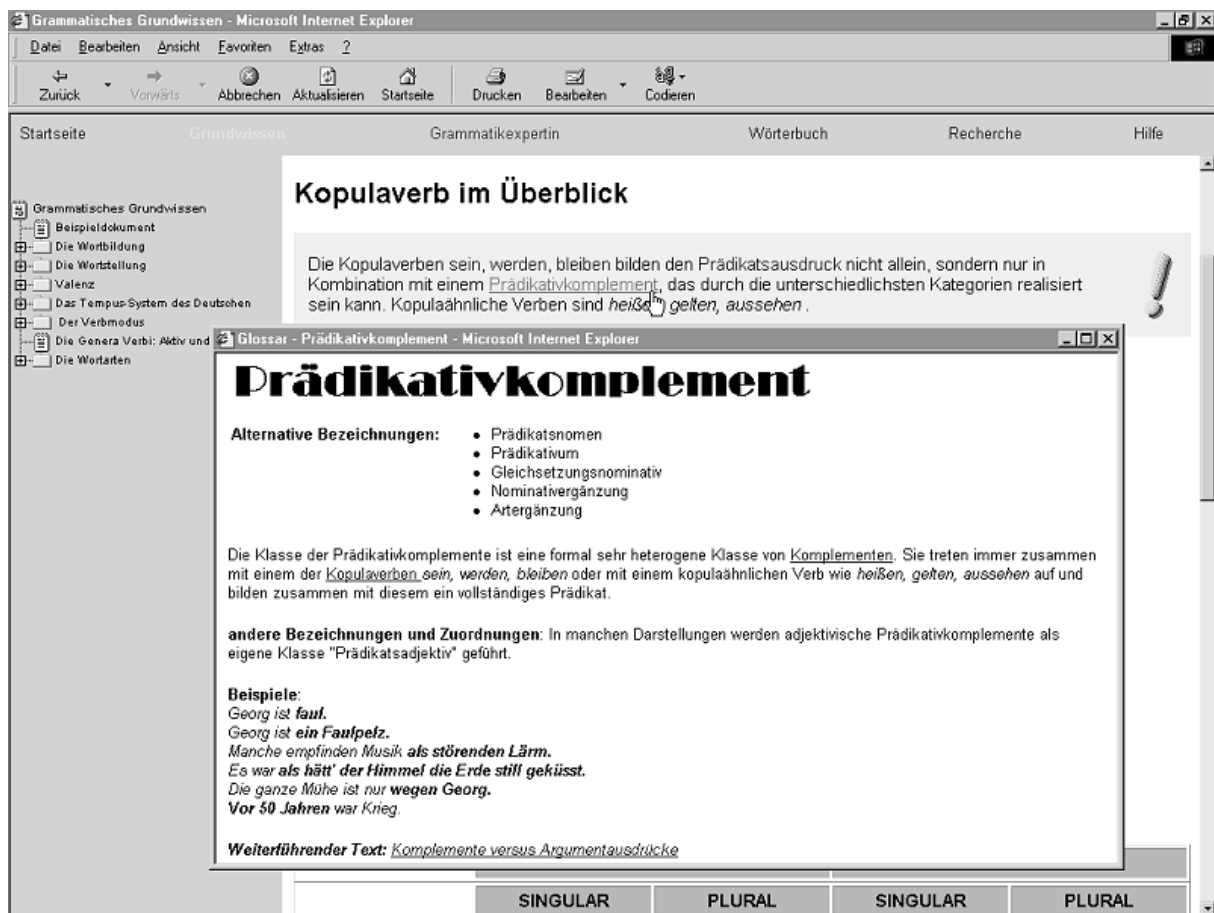 Grammatisches Grundwissen - Microsoft Internet Explorer
Datei Bearbeiten Ansicht Favoriten Extras ?
Zurück Vorwärts Abbrechen Aktualisieren Startseite Drucken Bearbeiten Codieren
Startseite Grundwissen Grammatikexpertin Wörterbuch Recherche Hilfe
Grammatisches Grundwissen
Beispieldokument
Die Wortbildung
Die Wortstellung
Valenz
Das Tempus-System des Deutschen
Der Verbmodus
Die Genera Verbi: Aktiv und
Die Wortarten
Kopulaverb im Überblick
Die Kopulaverben sein, werden, bleiben bilden den Prädikatsausdruck nicht allein, sondern nur in
Kombination mit einem Prädikativkomplement, das durch die unterschiedlichsten Kategorien realisiert
sein kann. Kopulaähnliche Verben sind heiße gelten, aussehen .
Glossar - Prädikativkomplement - Microsoft Internet Explorer
Prädikativkomplement
Alternative Bezeichnungen:
• Prädikatsnomen
• Prädikativum
• Gleichsetzungsnominativ
• Nominativergänzung
• Artergänzung
Die Klasse der Prädikativkomplemente ist eine formal sehr heterogene Klasse von Komplementen. Sie treten immer zusammen
mit einem der Kopulaverben sein, werden, bleiben oder mit einem kopulaähnlichen Verb wie heißen, gelten, aussehen auf und
bilden zusammen mit diesem ein vollständiges Prädikat.
andere Bezeichnungen und Zuordnungen: In manchen Darstellungen werden adjektivische Prädikativkomplemente als
eigene Klasse "Prädikatsadjektiv" geführt.
Beispiele:
Georg ist faul.
Georg ist ein Faulpelz.
Manche empfinden Musik als störenden Lärm.
Es war als hätt' der Himmel die Erde still geküsst.
Die ganze Mühe ist nur wegen Georg.
Vor 50 Jahren war Krieg.
Weiterführender Text: Komplemente versus Argumentausdrücke
SINGULAR PLURAL SINGULAR PLURAL